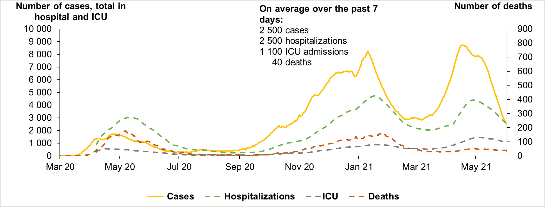 Number of cases, total in
hospital and ICU
On average over the past 7
days:
2 500 cases
2 500 hospitalizations
1 100 ICU admissions
40 deaths
Number of deaths
10 000
9 000
8 000
7 000
6 000
5 000
4 000
3 000
2 000
1 000
0
900
800
700
600
500
400
300
200
100
0
Mar 20 May 20 Jul 20 Sep 20 Nov 20 Jan 21 Mar 21 May 21
Cases Hospitalizations ICU Deaths